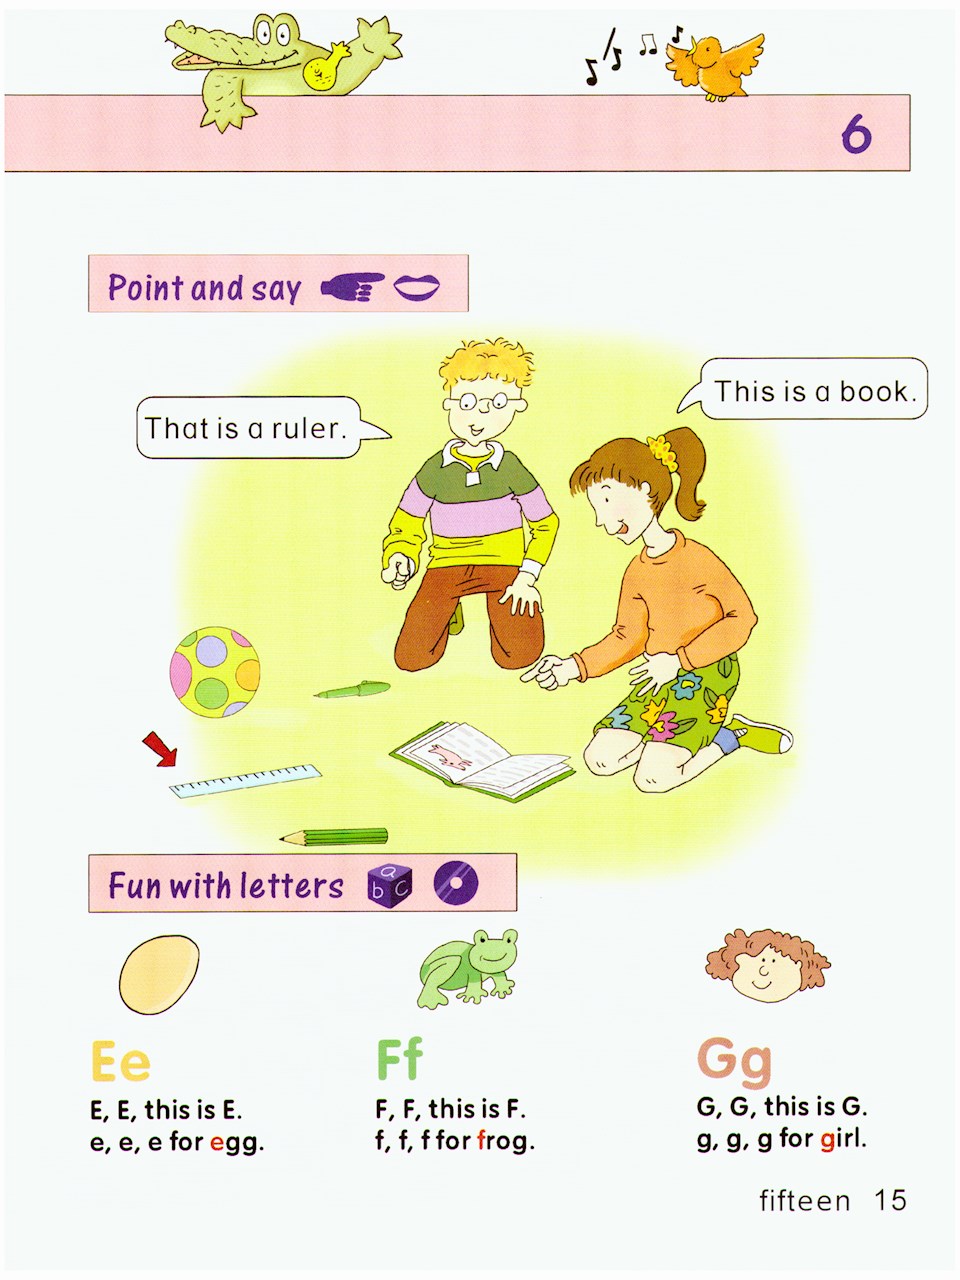 6
Point and say
This is a book.
That is a ruler.
Fun with letters
a
b c
Ee
E, E, this is E.
e, e, e for egg.
Ff
F, F, this is F.
f, f, f for frog.
Gg
G, G, this is G.
g, g, g for girl.
fifteen 15